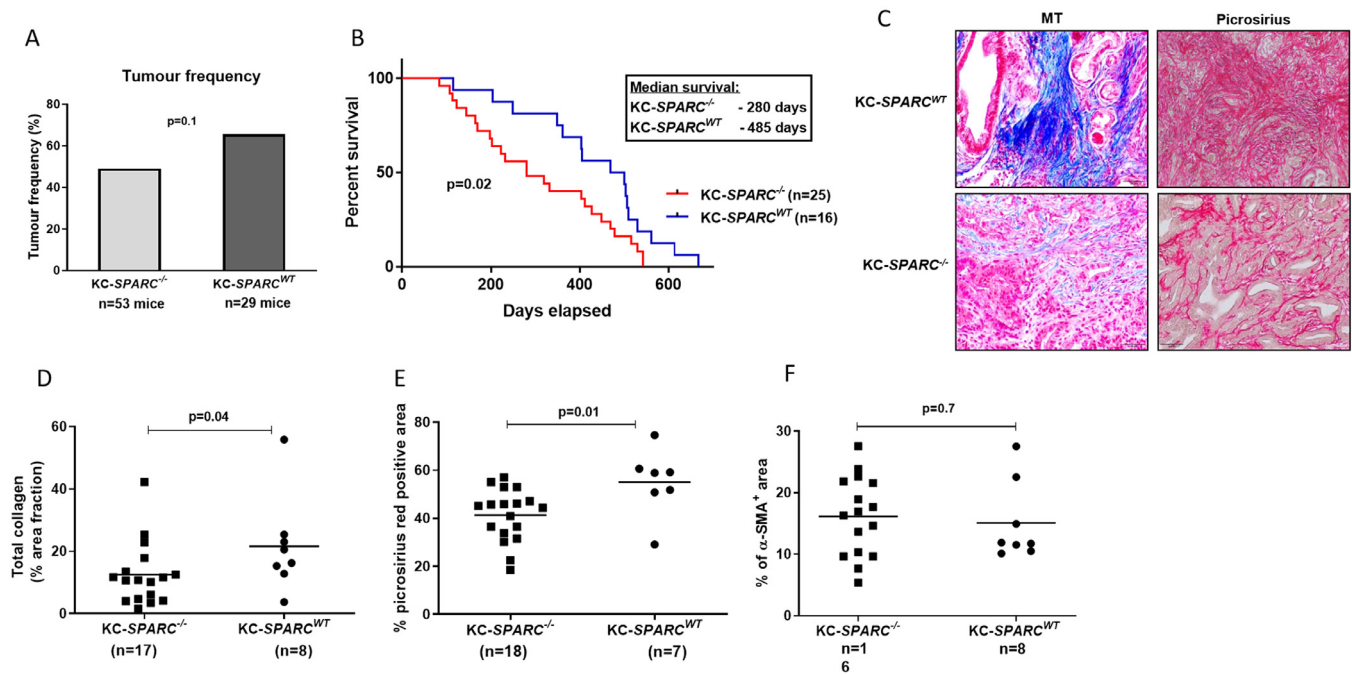 A
Tumour frequency
Tumour frequency (%)
100
80
60
40
20
0
p=0.1
KC-SPARC-/-
n=53 mice
KC-SPARCWT
n=29 mice
B
Percent survival
100
50
0
p=0.02
Median survival:
KC-SPARC-/- - 280 days
KC-SPARCWT - 485 days
KC-SPARC-/- (n=25)
KC-SPARCWT (n=16)
0 200 400 600
Days elapsed
C
MT Picrosirius
KC-SPARCWT
KC-SPARC-/-
D
p=0.04
Total collagen
(% area fraction)
60
40
20
0
KC-SPARC-/- KC-SPARCWT
(n=17) (n=8)
E
p=0.01
% picrosirius red positive area
80
60
40
20
0
KC-SPARC-/- KC-SPARCWT
(n=18) (n=7)
F
p=0.7
% of α-SMA+ area
30
20
10
0
KC-SPARC-/- KC-SPARCWT
n=1 n=8
6